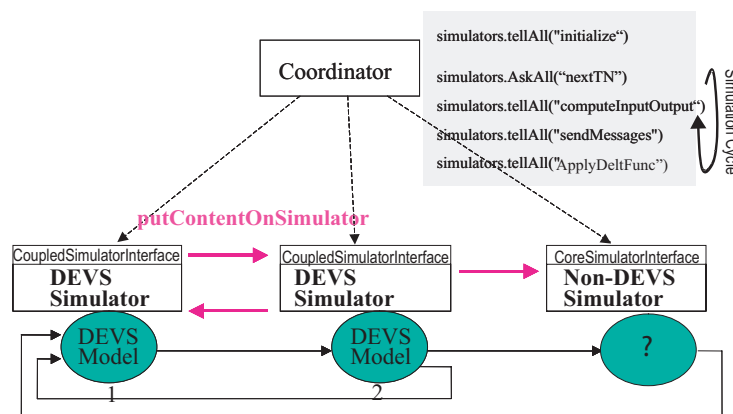 simulators.tellAll("initialize“)
Coordinator
simulators.AskAll(“nextTN”)
simulators.tellAll("computeInputOutput“)
simulators.tellAll("sendMessages")
simulators.tellAll("ApplyDeltFunc”)
Simulation Cycle
putContentOnSimulator
CoupledSimulatorInterface
DEVS
Simulator
CoupledSimulatorInterface
DEVS
Simulator
CoreSimulatorInterface
Non-DEVS
Simulator
DEVS
Model
1
DEVS
Model
2
?